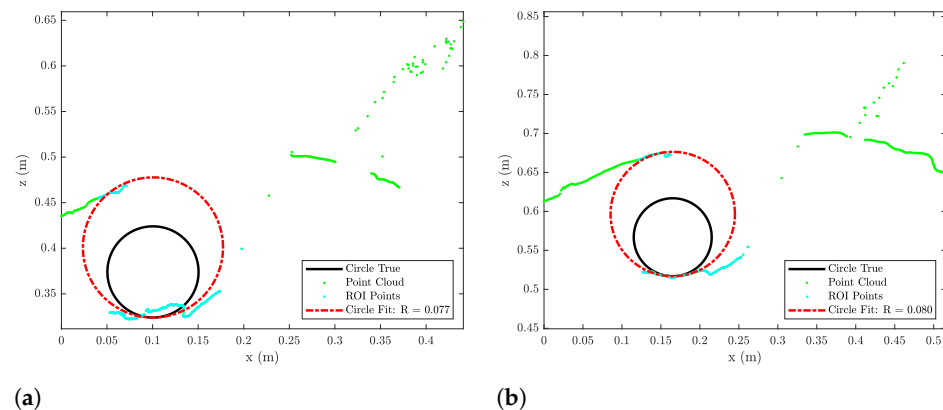 0.65
0.6
0.55
0.5
0.45
0.4
0.35
z (m)
0 0.05 0.1 0.15 0.2 0.25 0.3 0.35 0.4
x (m)
Circle True
Point Cloud
ROI Points
Circle Fit: R = 0.077
(a)
0.85
0.8
0.75
0.7
0.65
0.6
0.55
0.5
0.45
z (m)
0 0.05 0.1 0.15 0.2 0.25 0.3 0.35 0.4 0.45 0.5
x (m)
Circle True
Point Cloud
ROI Points
Circle Fit: R = 0.080
(b)